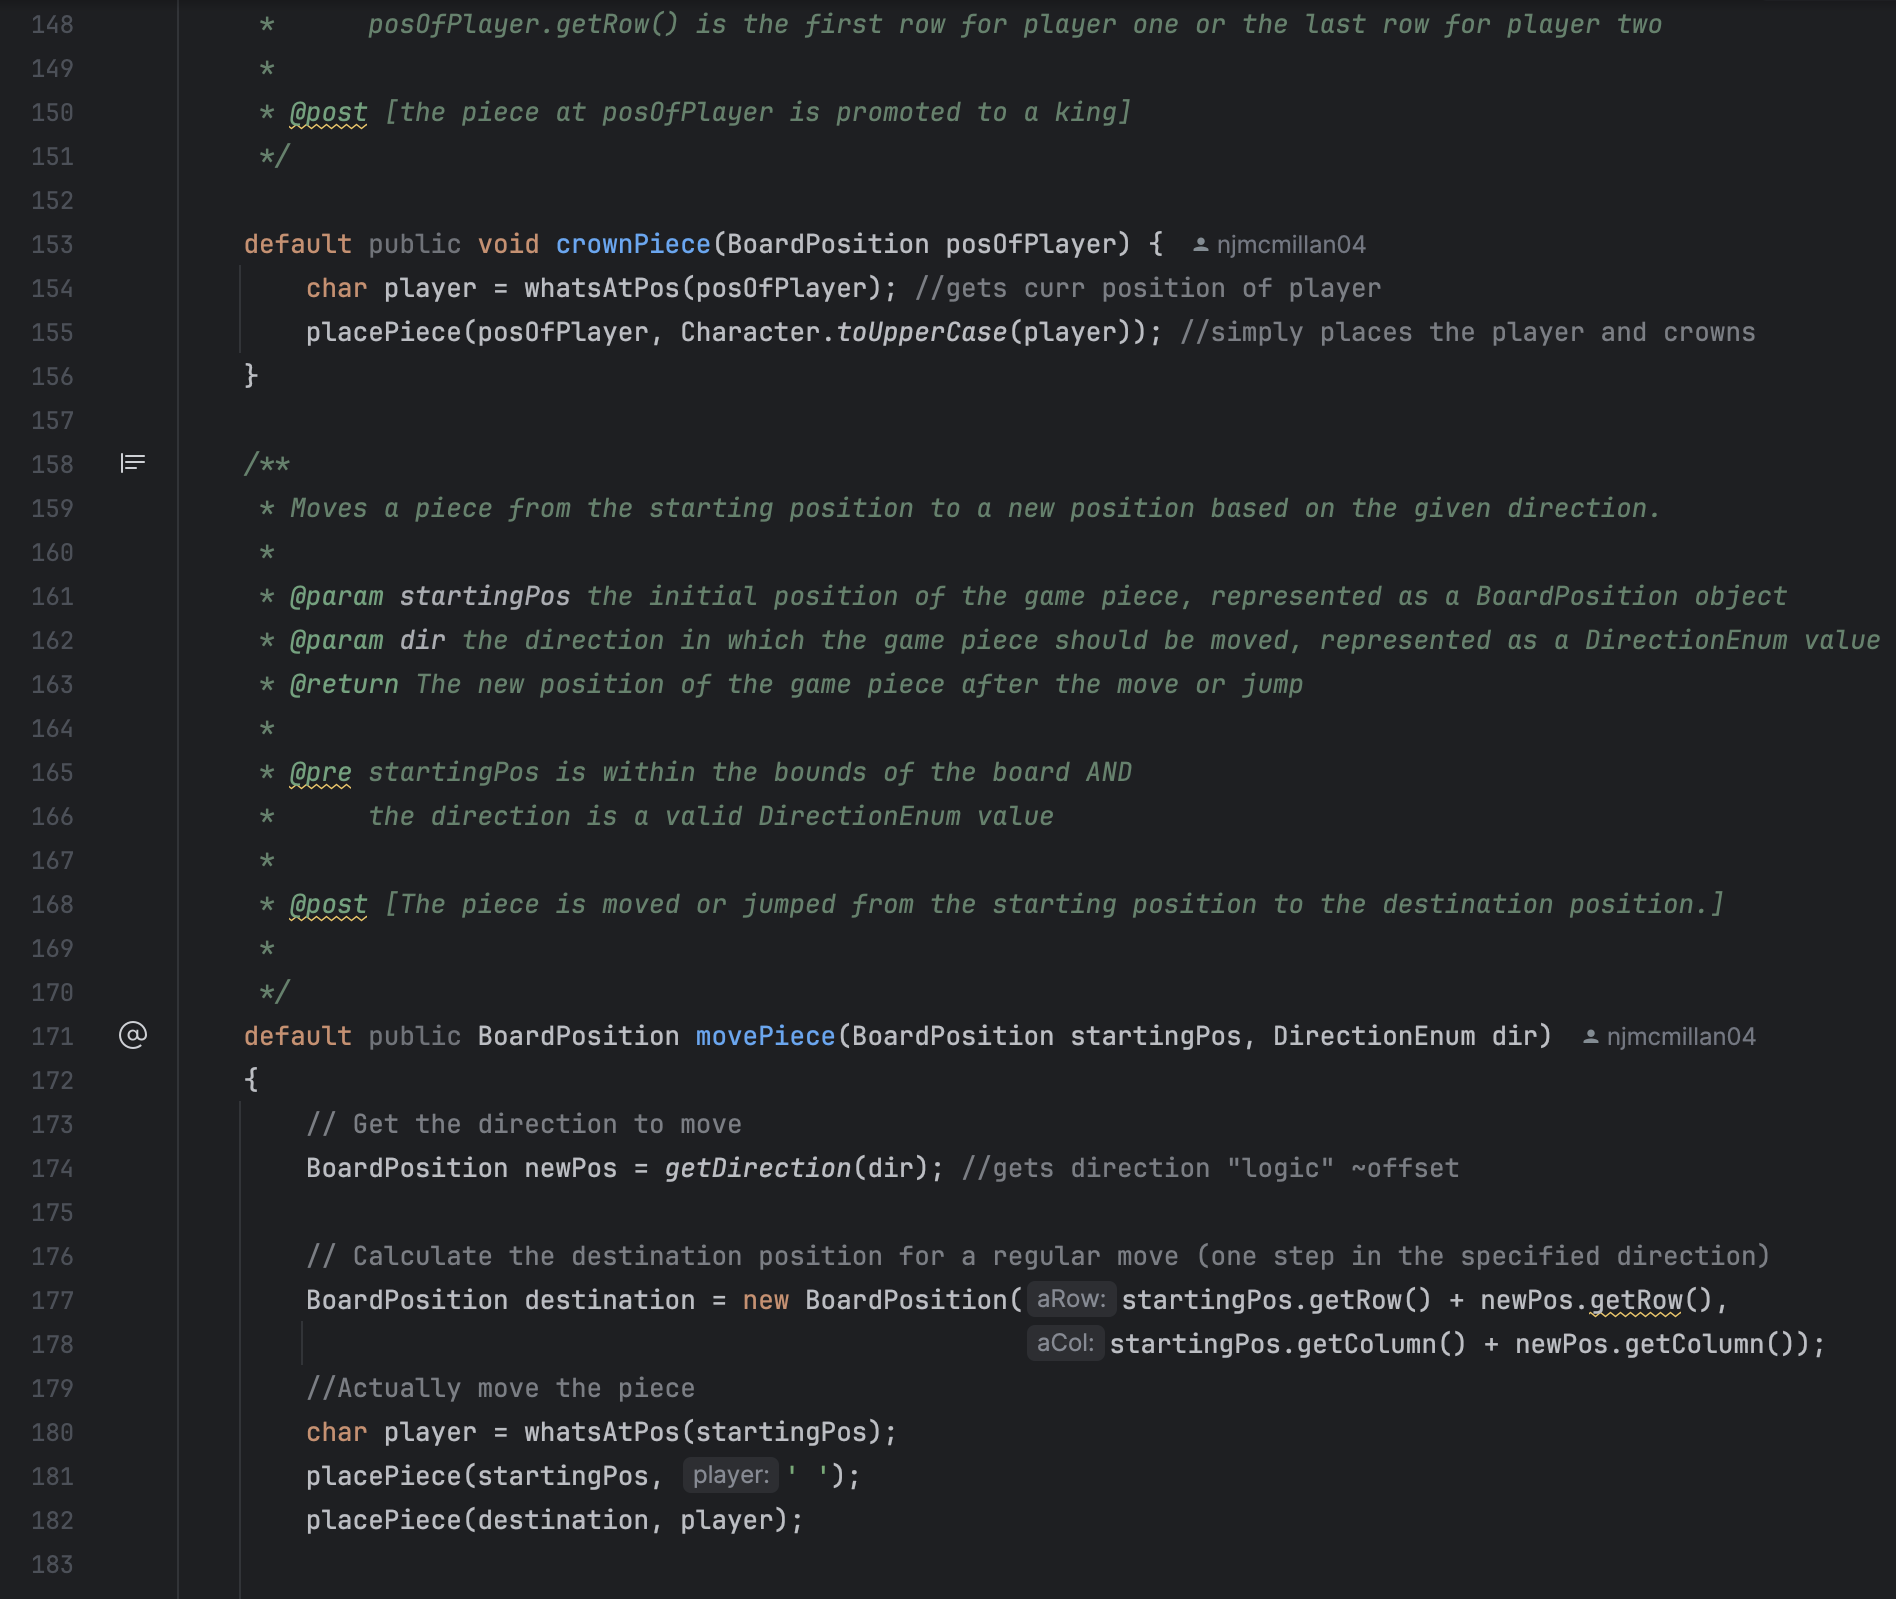 148 *      posOfPlayer.getRow() is the first row for player one or the last row for player two
149 *
150 * @post [the piece at posOfPlayer is promoted to a king]
151 */
152
153 default public void crownPiece(BoardPosition posOfPlayer) { njmcmillan04
154     char player = whatsAtPos(posOfPlayer); //gets curr position of player
155     placePiece(posOfPlayer, Character.toUpperCase(player)); //simply places the player and crowns
156 }
157
158 /**
159 * Moves a piece from the starting position to a new position based on the given direction.
160 *
161 * @param startingPos the initial position of the game piece, represented as a BoardPosition object
162 * @param dir the direction in which the game piece should be moved, represented as a DirectionEnum value
163 * @return The new position of the game piece after the move or jump
164 *
165 * @pre startingPos is within the bounds of the board AND
166 *      the direction is a valid DirectionEnum value
167 *
168 * @post [The piece is moved or jumped from the starting position to the destination position.]
169 *
170 */
171 @ default public BoardPosition movePiece(BoardPosition startingPos, DirectionEnum dir) njmcmillan04
172 {
173     // Get the direction to move
174     BoardPosition newPos = getDirection(dir); //gets direction "logic" ~offset
175
176     // Calculate the destination position for a regular move (one step in the specified direction)
177     BoardPosition destination = new BoardPosition( aRow: startingPos.getRow() + newPos.getRow(),
178     aCol: startingPos.getColumn() + newPos.getColumn());
179     //Actually move the piece
180     char player = whatsAtPos(startingPos);
181     placePiece(startingPos, player: ' ');
182     placePiece(destination, player);
183